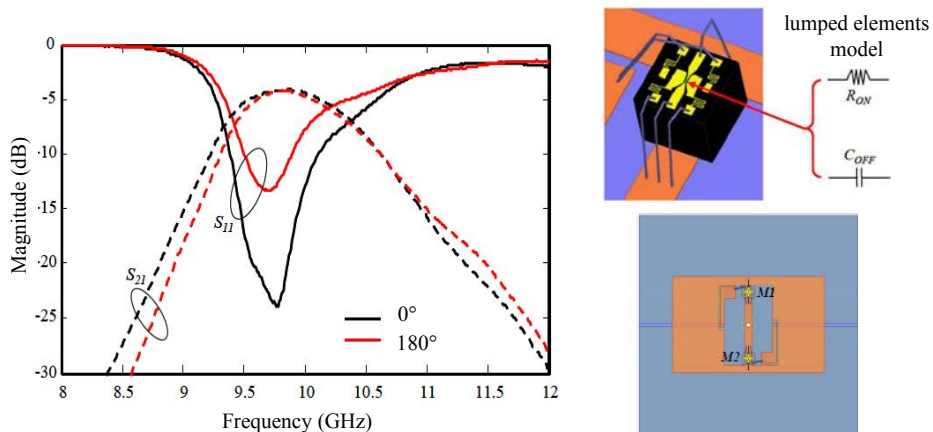 0
-5
-10
-15
-20
-25
-30
8
8.5
9
9.5
10
10.5
11
11.5
12
Magnitude (dB)
Frequency (GHz)
S11
S21
0°
180°
lumped elements
model
RON
COFF
M1
M2